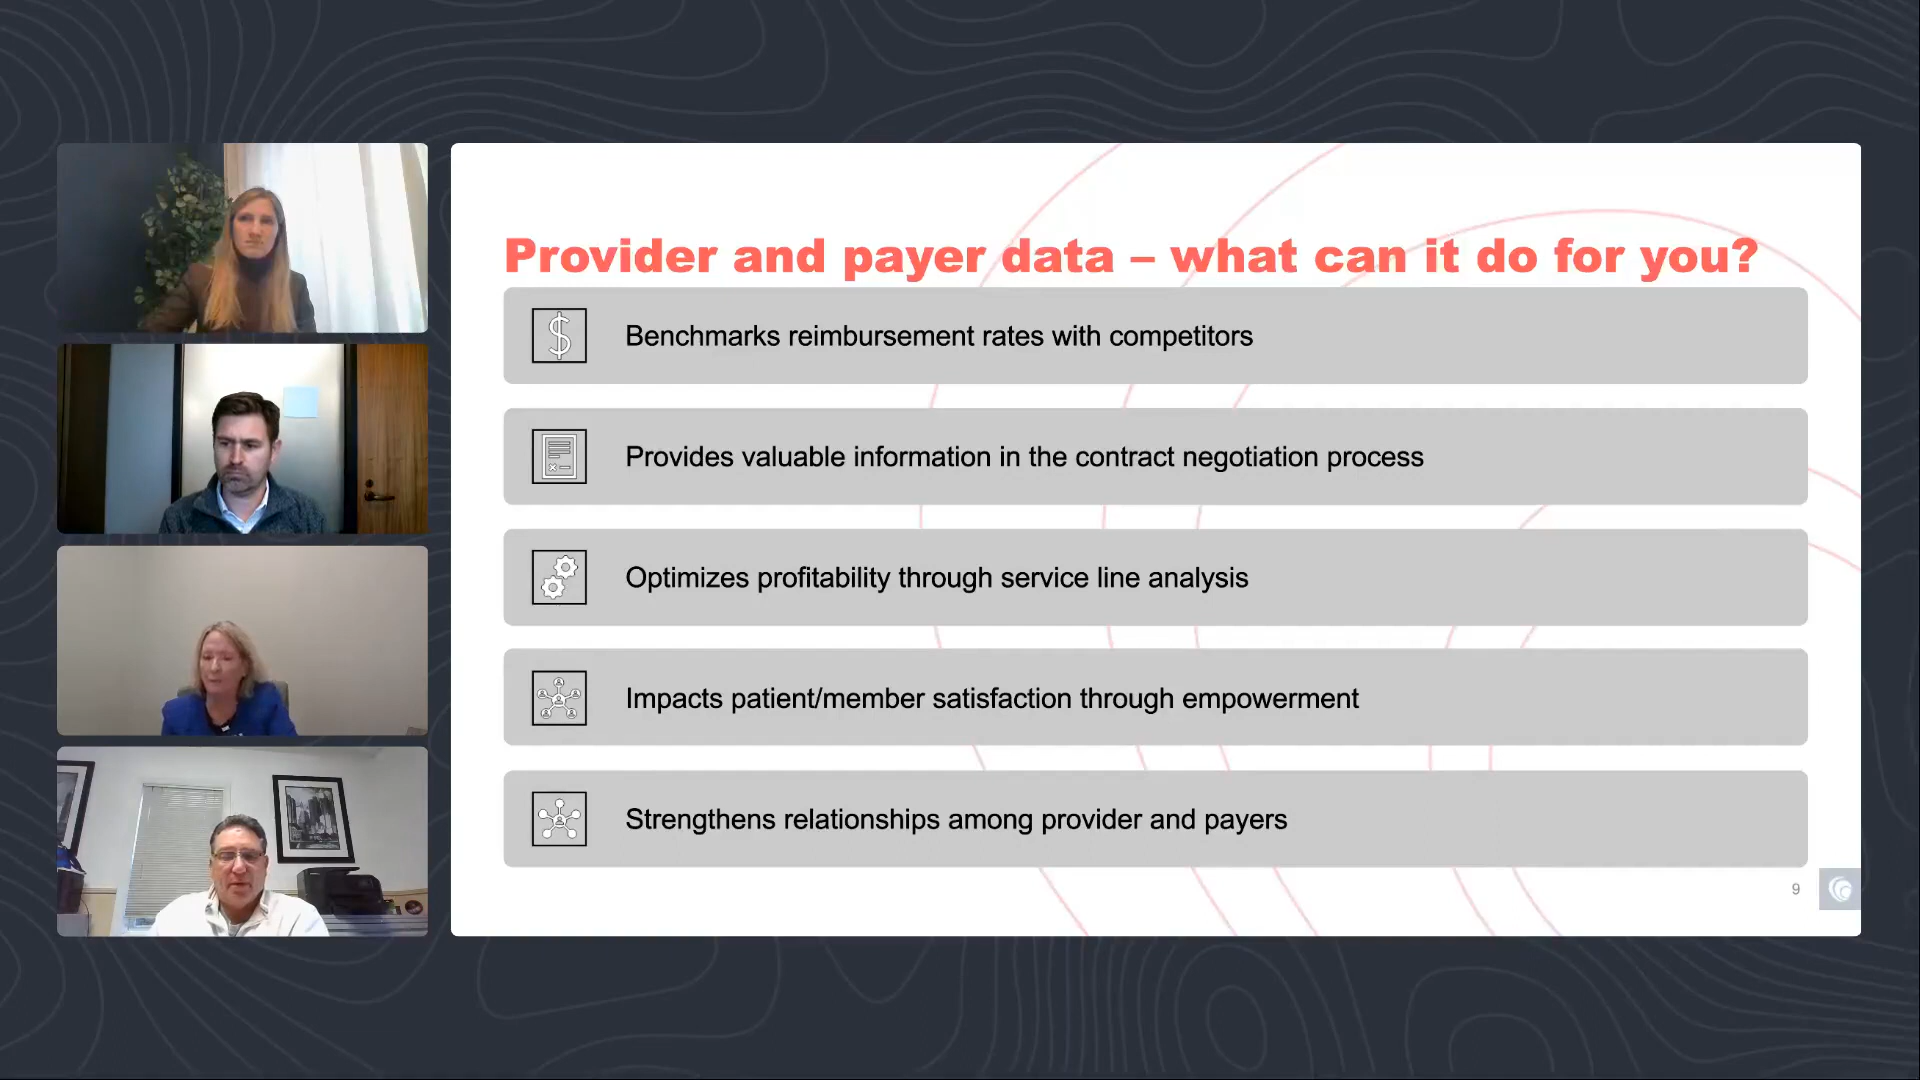 Provider and payer data – what can it do for you?
Benchmarks reimbursement rates with competitors
Provides valuable information in the contract negotiation process
Optimizes profitability through service line analysis
Impacts patient/member satisfaction through empowerment
Strengthens relationships among provider and payers
9